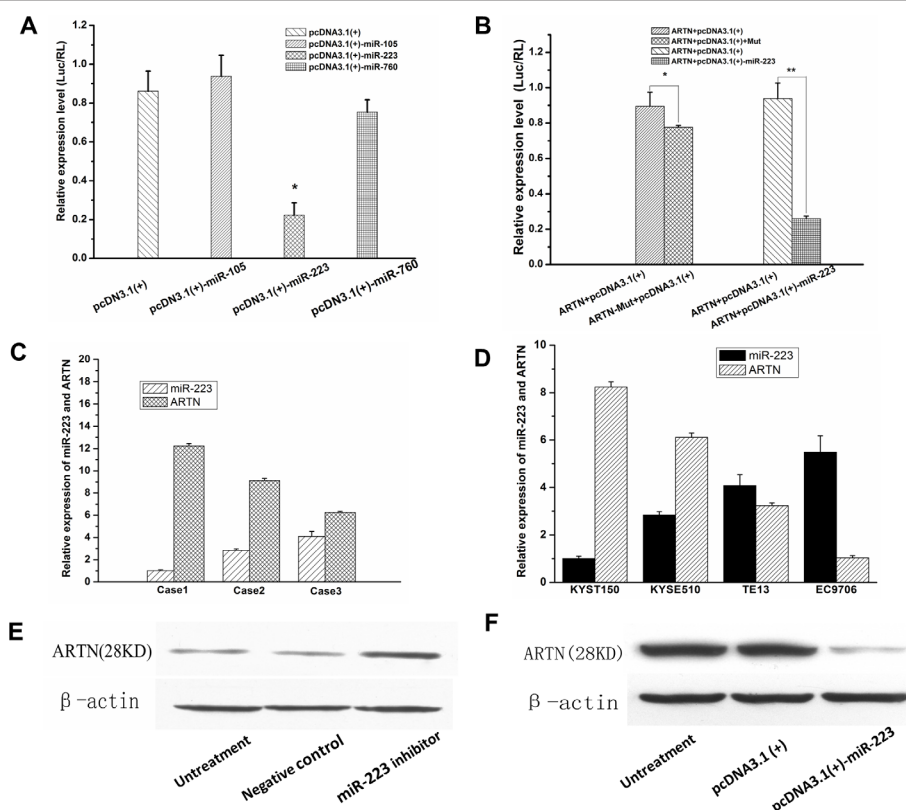 A
Relative expression level (Luc/RL)
1.2
1.0
0.8
0.6
0.4
0.2
0.0
pcDNA3.1(+)
pcDNA3.1(+)-miR-105
pcDNA3.1(+)-miR-223
pcDNA3.1(+)-miR-760
*
pcDN3.1(+)
pcDN3.1(+)-miR-105
pcDN3.1(+)-miR-223
pcDN3.1(+)-miR-760
B
Relative expression level (Luc/RL)
1.0
0.8
0.6
0.4
0.2
0.0
ARTN+pcDNA3.1(+)
ARTN+pcDNA3.1(+)+Mut
ARTN+pcDNA3.1(+)
ARTN+pcDNA3.1(+)-miR-223
*
**
ARTN+pcDNA3.1(+)
ARTN-Mut+pcDNA3.1(+)
ARTN+pcDNA3.1(+)
ARTN+pcDNA3.1(+)-miR-223
C
Relative expression of miR-223 and ARTN
20
18
16
14
12
10
8
6
4
2
0
miR-223
ARTN
Case1
Case2
Case3
D
Relative expression of miR-223 and ARTN
10
8
6
4
2
0
miR-223
ARTN
KYST150
KYSE510
TE13
EC9706
E
ARTN(28KD)
β-actin
Untreatment
Negative control
miR-223 inhibitor
F
ARTN(28KD)
β-actin
Untreatment
pcDNA3.1 (+)
pcDNA3.1(+)-miR-223